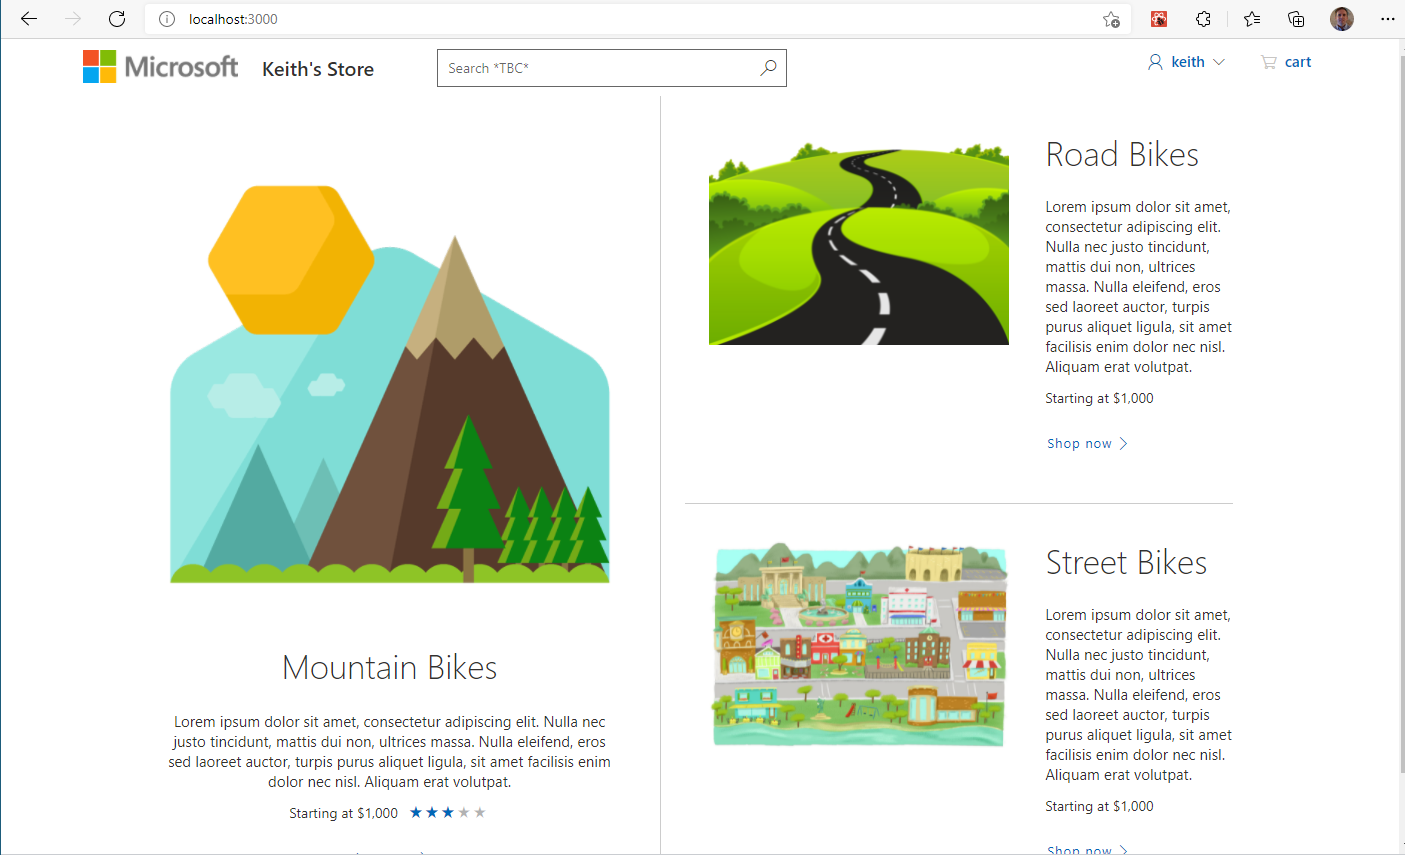 localhost:3000
Microsoft
Keith's Store
Search *TBC*
keith
cart
Mountain Bikes
Lorem ipsum dolor sit amet, consectetur adipiscing elit. Nulla nec
justo tincidunt, mattis dui non, ultrices massa. Nulla eleifend, eros
sed laoreet auctor, turpis purus aliquet ligula, sit amet facilisis enim
dolor nec nisl. Aliquam erat volutpat.
Starting at $1,000
Road Bikes
Lorem ipsum dolor sit amet,
consectetur adipiscing elit.
Nulla nec justo tincidunt,
mattis dui non, ultrices
massa. Nulla eleifend, eros
sed laoreet auctor, turpis
purus aliquet ligula, sit amet
facilisis enim dolor nec nisl.
Aliquam erat volutpat.
Starting at $1,000
Shop now
Street Bikes
Lorem ipsum dolor sit amet,
consectetur adipiscing elit.
Nulla nec justo tincidunt,
mattis dui non, ultrices
massa. Nulla eleifend, eros
sed laoreet auctor, turpis
purus aliquet ligula, sit amet
facilisis enim dolor nec nisl.
Aliquam erat volutpat.
Starting at $1,000
Shop now